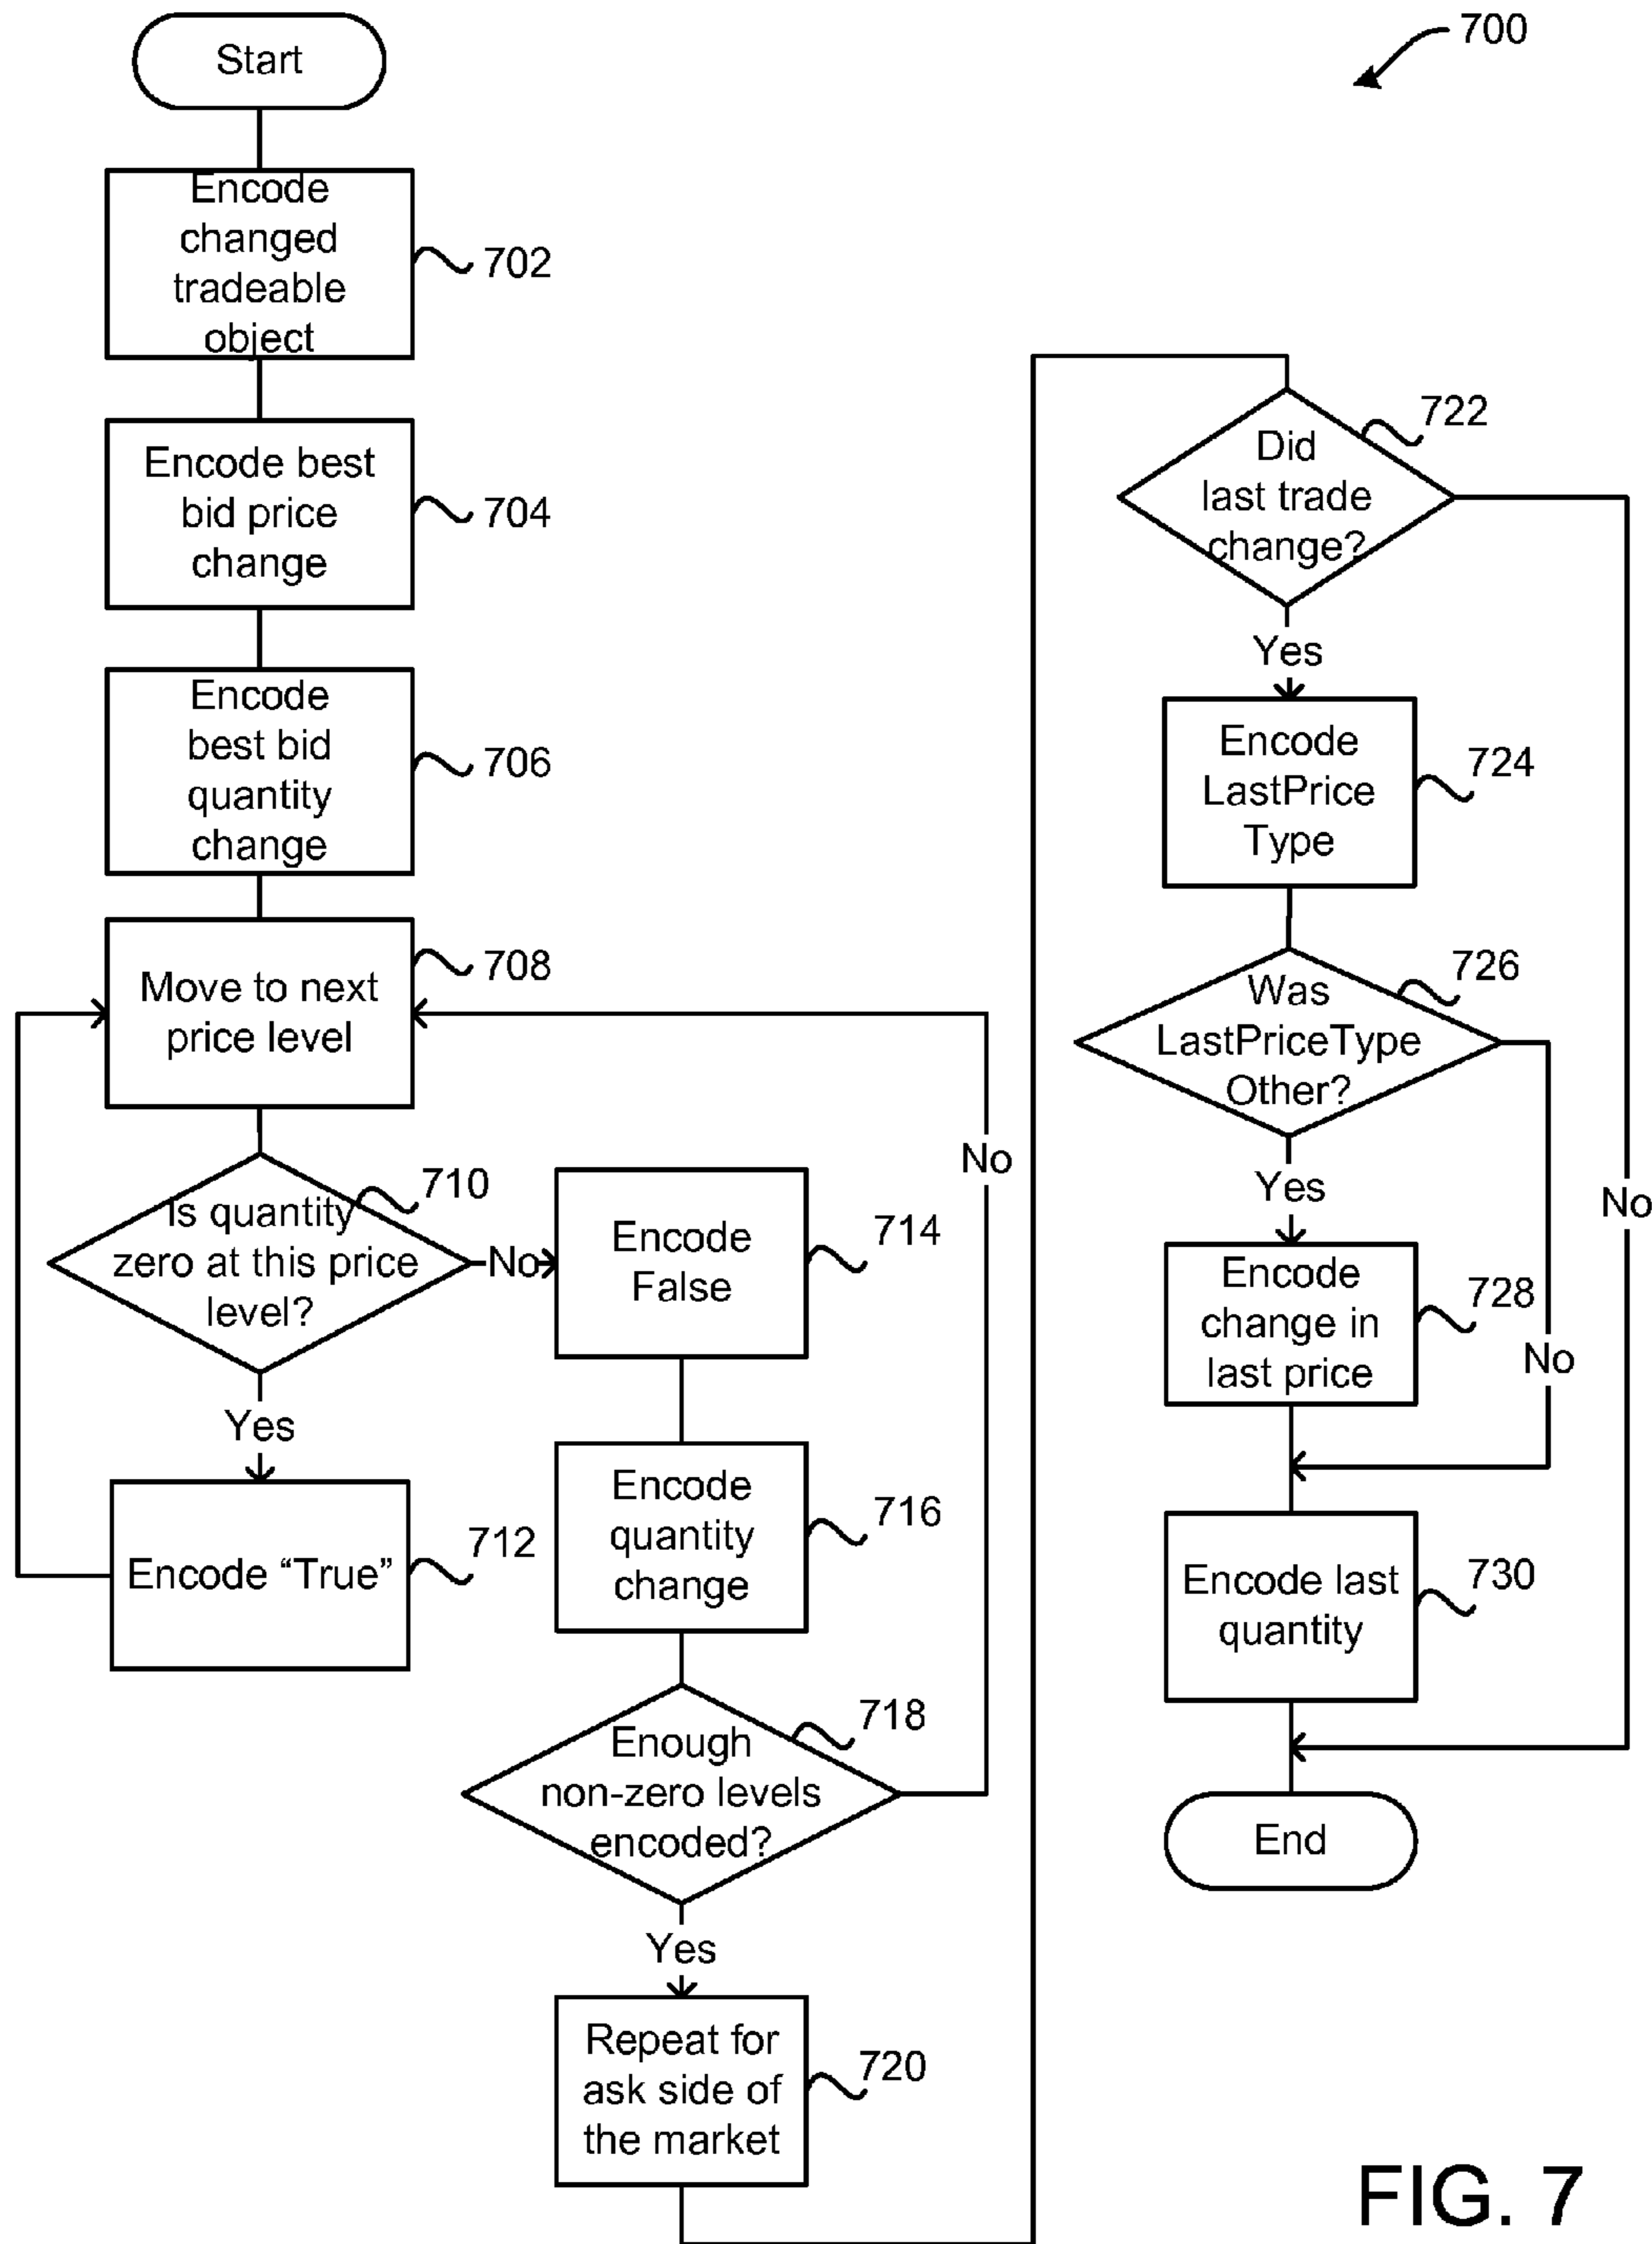 700
Start
Encode
changed
tradeable
object
702
Encode best
bid price
change
704
Encode
best bid
quantity
change
706
Move to next
price level
708
Is quantity
zero at this price
level?
710
No
Yes
Encode “True”
712
Encode
False
714
Encode
quantity
change
716
Enough
non-zero levels
encoded?
718
No
Yes
Repeat for
ask side of
the market
720
Did
last trade
change?
722
Yes
No
Encode
LastPrice
Type
724
Was
LastPriceType
Other?
726
Yes
No
Encode
change in
last price
728
Encode last
quantity
730
End
FIG. 7